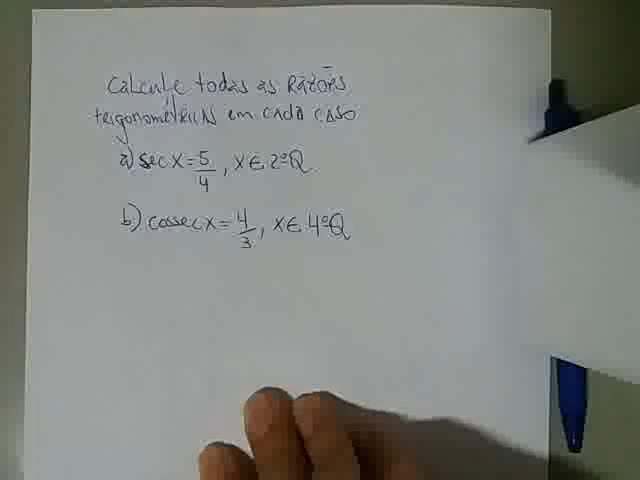 Calcule todas as Razões
trigonométricas em cada caso
a) sec x = 5/4, x ∈ 2ºQ.
b) cossec x = 4/3, x ∈ 4ºQ